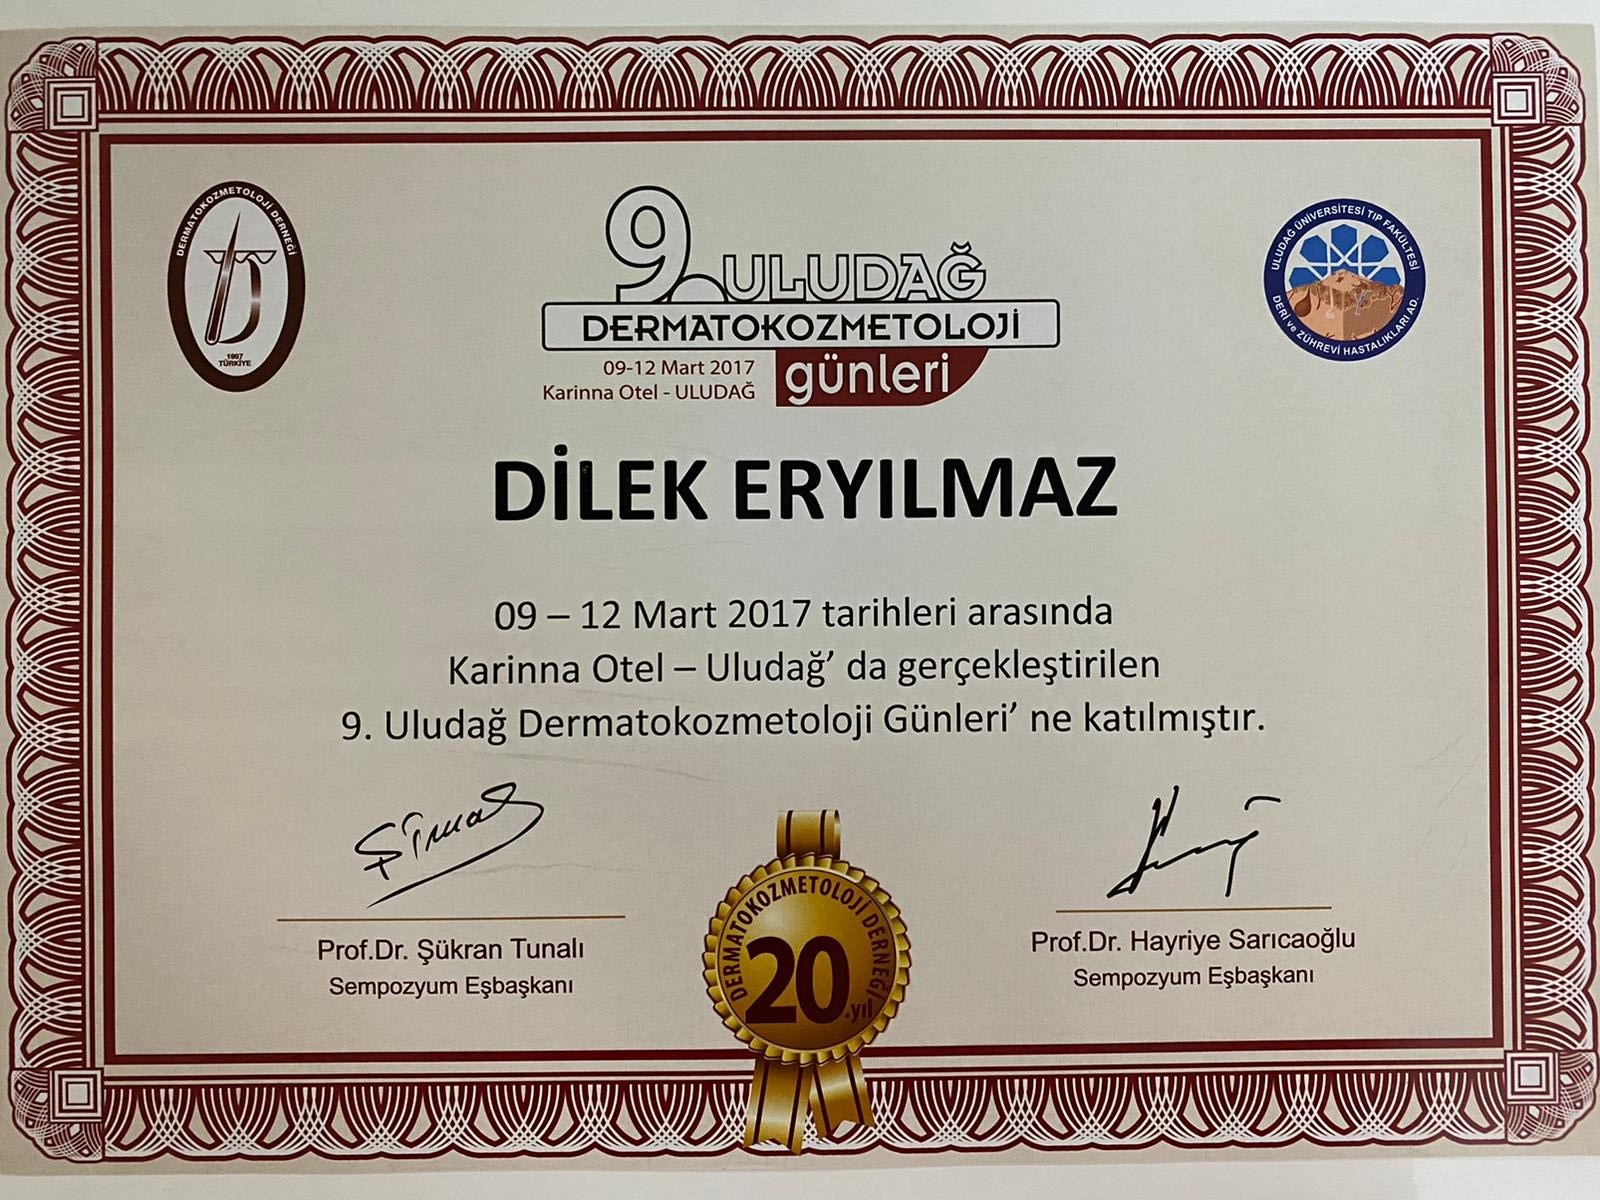 DERMATOKOZMETOLOJİ DERNEĞİ
1997
TÜRKİYE
9. ULUDAĞ
DERMATOKOZMETOLOJİ
günleri
09-12 Mart 2017
Karinna Otel - ULUDAĞ
ULUDAĞ ÜNİVERSİTESİ TIP FAKÜLTESİ
DERİ ve ZÜHREVİ HASTALIKLARI AD.
DİLEK ERYILMAZ
09 – 12 Mart 2017 tarihleri arasında
Karinna Otel – Uludağ’ da gerçekleştirilen
9. Uludağ Dermatokozmetoloji Günleri’ ne katılmıştır.
Prof.Dr. Şükran Tunalı
Sempozyum Eşbaşkanı
DERMATOKOZMETOLOJİ DERNEĞİ
20.yıl
Prof.Dr. Hayriye Sarıcaoğlu
Sempozyum Eşbaşkanı